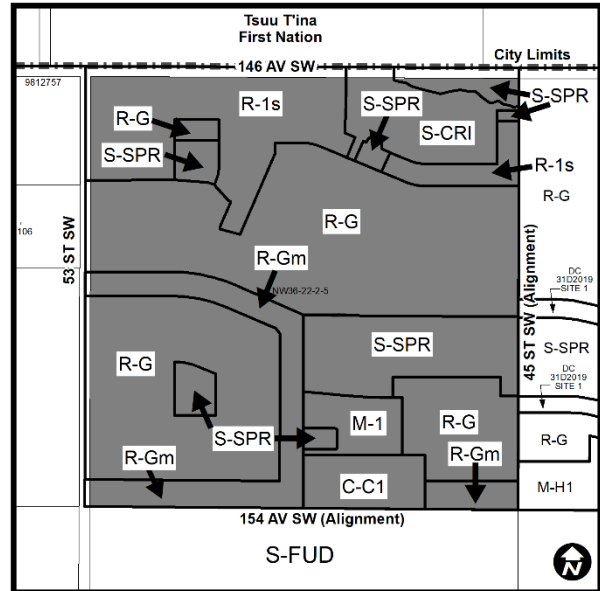 Tsuu T'ina
First Nation
City Limits
146 AV SW
9812757
R-1s
S-SPR
S-SPR
R-G
S-CRI
S-SPR
R-1s
R-G
R-G
106
53 ST SW
R-Gm
NW36-22-2-5
DC
31D2019
SITE 1
45 ST SW (Alignment)
S-SPR
S-SPR
R-G
DC
31D2019
SITE 1
S-SPR
M-1
R-G
R-G
R-Gm
R-Gm
C-C1
M-H1
154 AV SW (Alignment)
S-FUD
N